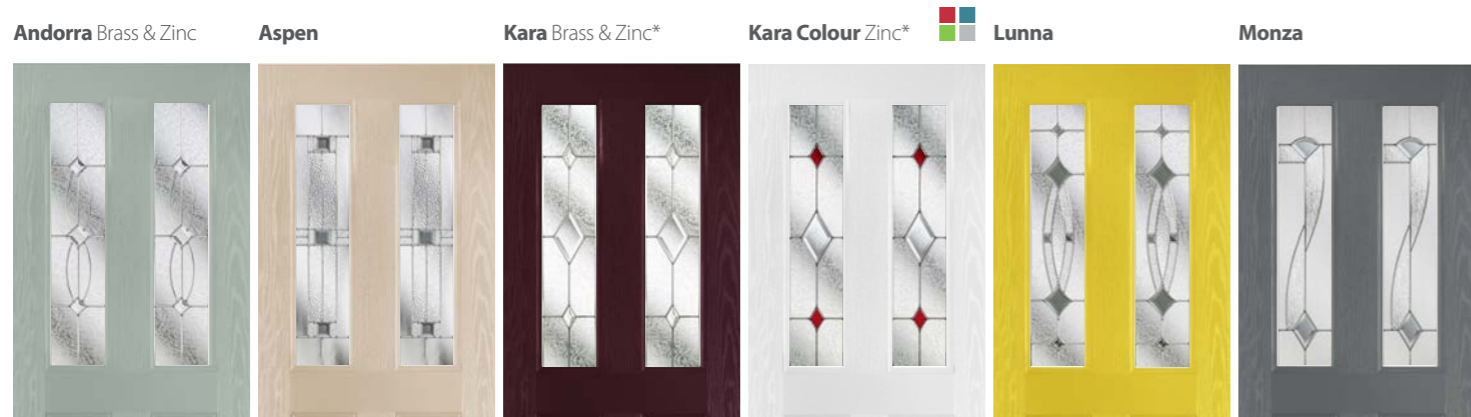 Andorra Brass & Zinc
Aspen
Kara Brass & Zinc*
Kara Colour Zinc*
Lunna
Monza